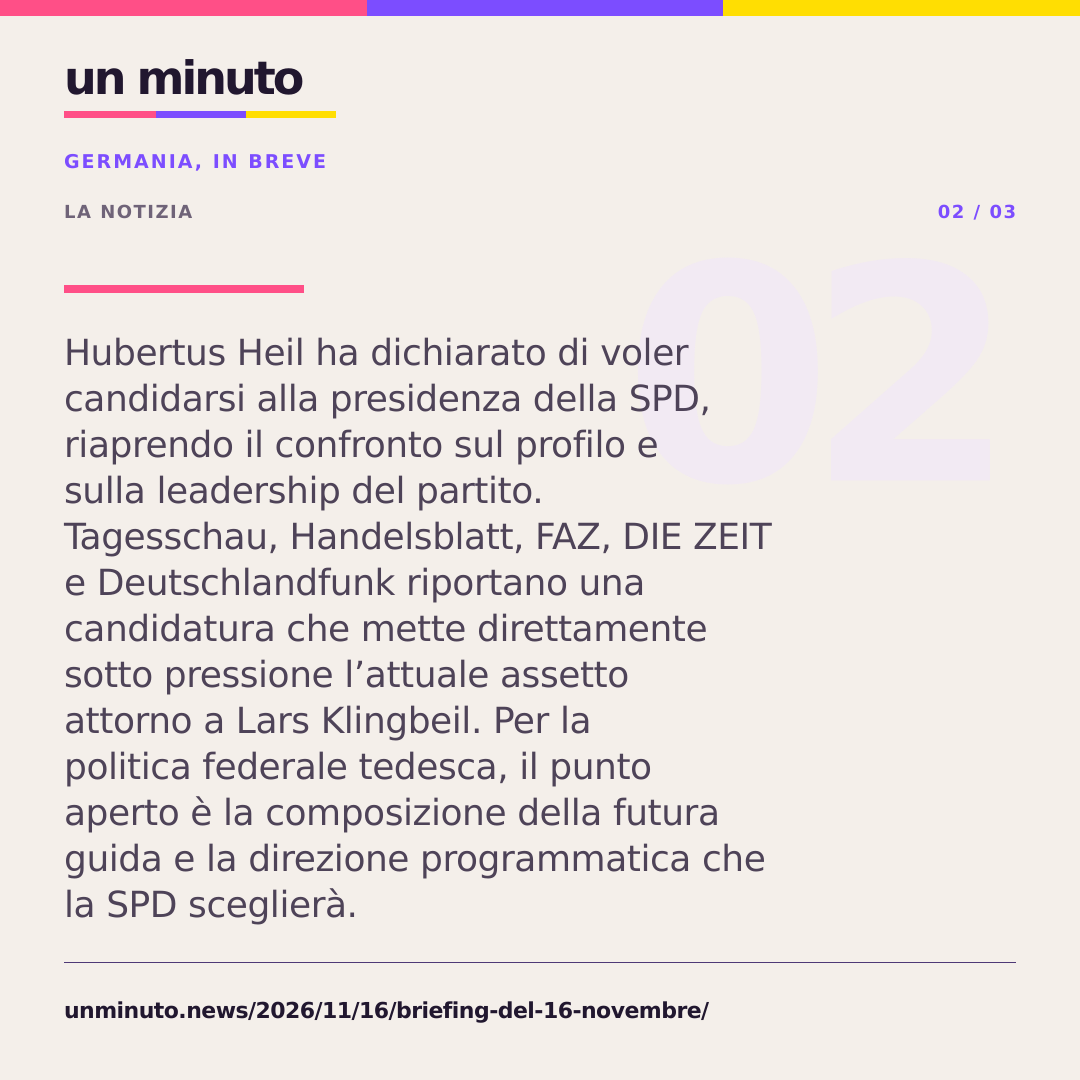 un minuto
GERMANIA, IN BREVE
LA NOTIZIA
02 / 03
02
Hubertus Heil ha dichiarato di voler
candidarsi alla presidenza della SPD,
riaprendo il confronto sul profilo e
sulla leadership del partito.
Tagesschau, Handelsblatt, FAZ, DIE ZEIT
e Deutschlandfunk riportano una
candidatura che mette direttamente
sotto pressione l’attuale assetto
attorno a Lars Klingbeil. Per la
politica federale tedesca, il punto
aperto è la composizione della futura
guida e la direzione programmatica che
la SPD sceglierà.
unminuto.news/2026/11/16/briefing-del-16-novembre/